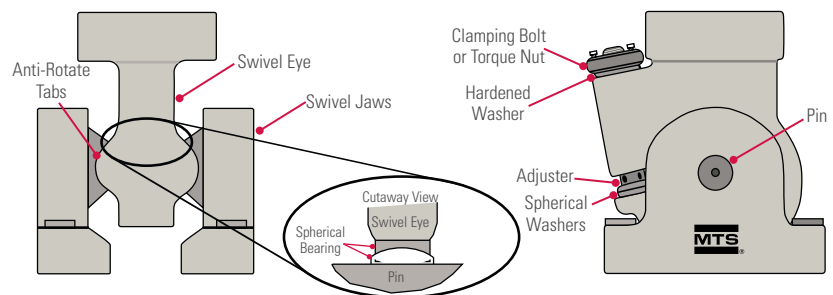 Anti-Rotate
Tabs
Swivel Eye
Swivel Jaws
Cutaway View
Swivel Eye
Spherical
Bearing
Pin
Clamping Bolt
or Torque Nut
Hardened
Washer
Pin
Adjuster
Spherical
Washers
MTS
®